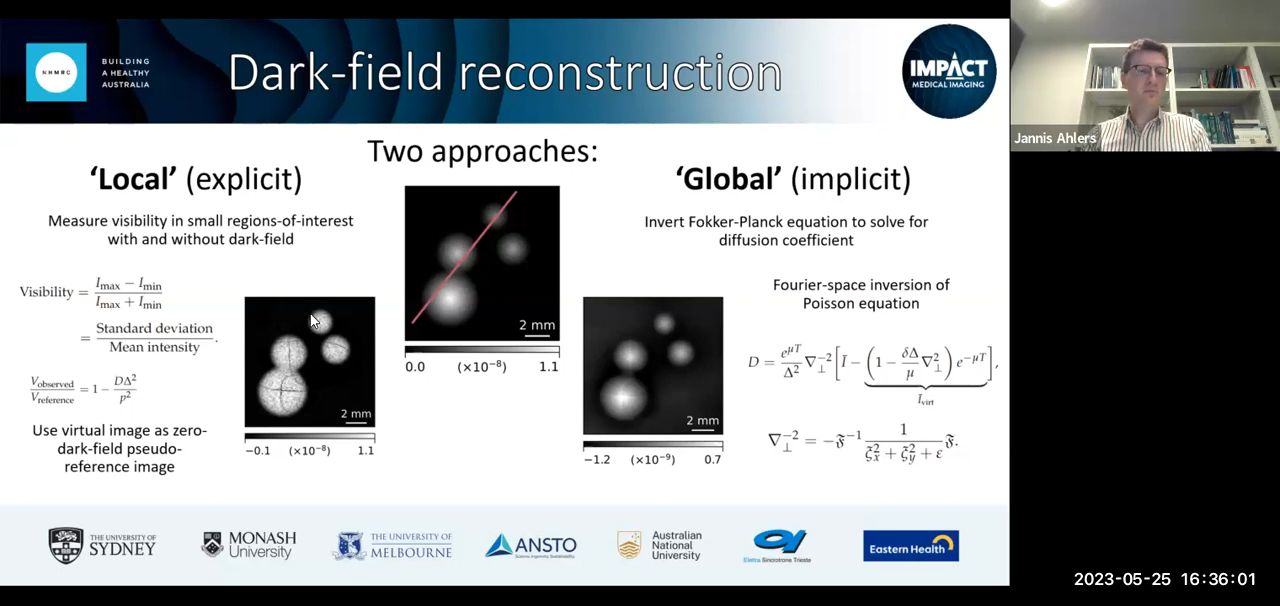 NHMRC
BUILDING
A HEALTHY
AUSTRALIA
Dark-field reconstruction
IMPACT
MEDICAL IMAGING
Jannis Ahlers
Two approaches:
‘Local’ (explicit)
Measure visibility in small regions-of-interest
with and without dark-field
Visibility = (I_max − I_min) / (I_max + I_min)
= Standard deviation / Mean intensity.
V_observed / V_reference = 1 − DΔ² / p²
Use virtual image as zero-
dark-field pseudo-
reference image
2 mm
−0.1 (×10⁻⁸) 1.1
2 mm
0.0 (×10⁻⁸) 1.1
2 mm
−1.2 (×10⁻⁹) 0.7
‘Global’ (implicit)
Invert Fokker-Planck equation to solve for
diffusion coefficient
Fourier-space inversion of
Poisson equation
D = e^{μT} / Δ² ∇⊥⁻² [Ī − (1 − δΔ/μ ∇⊥²) e^{−μT}],
Ī_virt
∇⊥⁻² = −𝔉⁻¹ 1 / (ξ_x² + ξ_y² + ε) 𝔉.
THE UNIVERSITY OF
SYDNEY
MONASH
University
THE UNIVERSITY OF
MELBOURNE
ANSTO
Australian
National
University
Elettra Sincrotrone Trieste
Eastern Health
2023-05-25 16:36:01